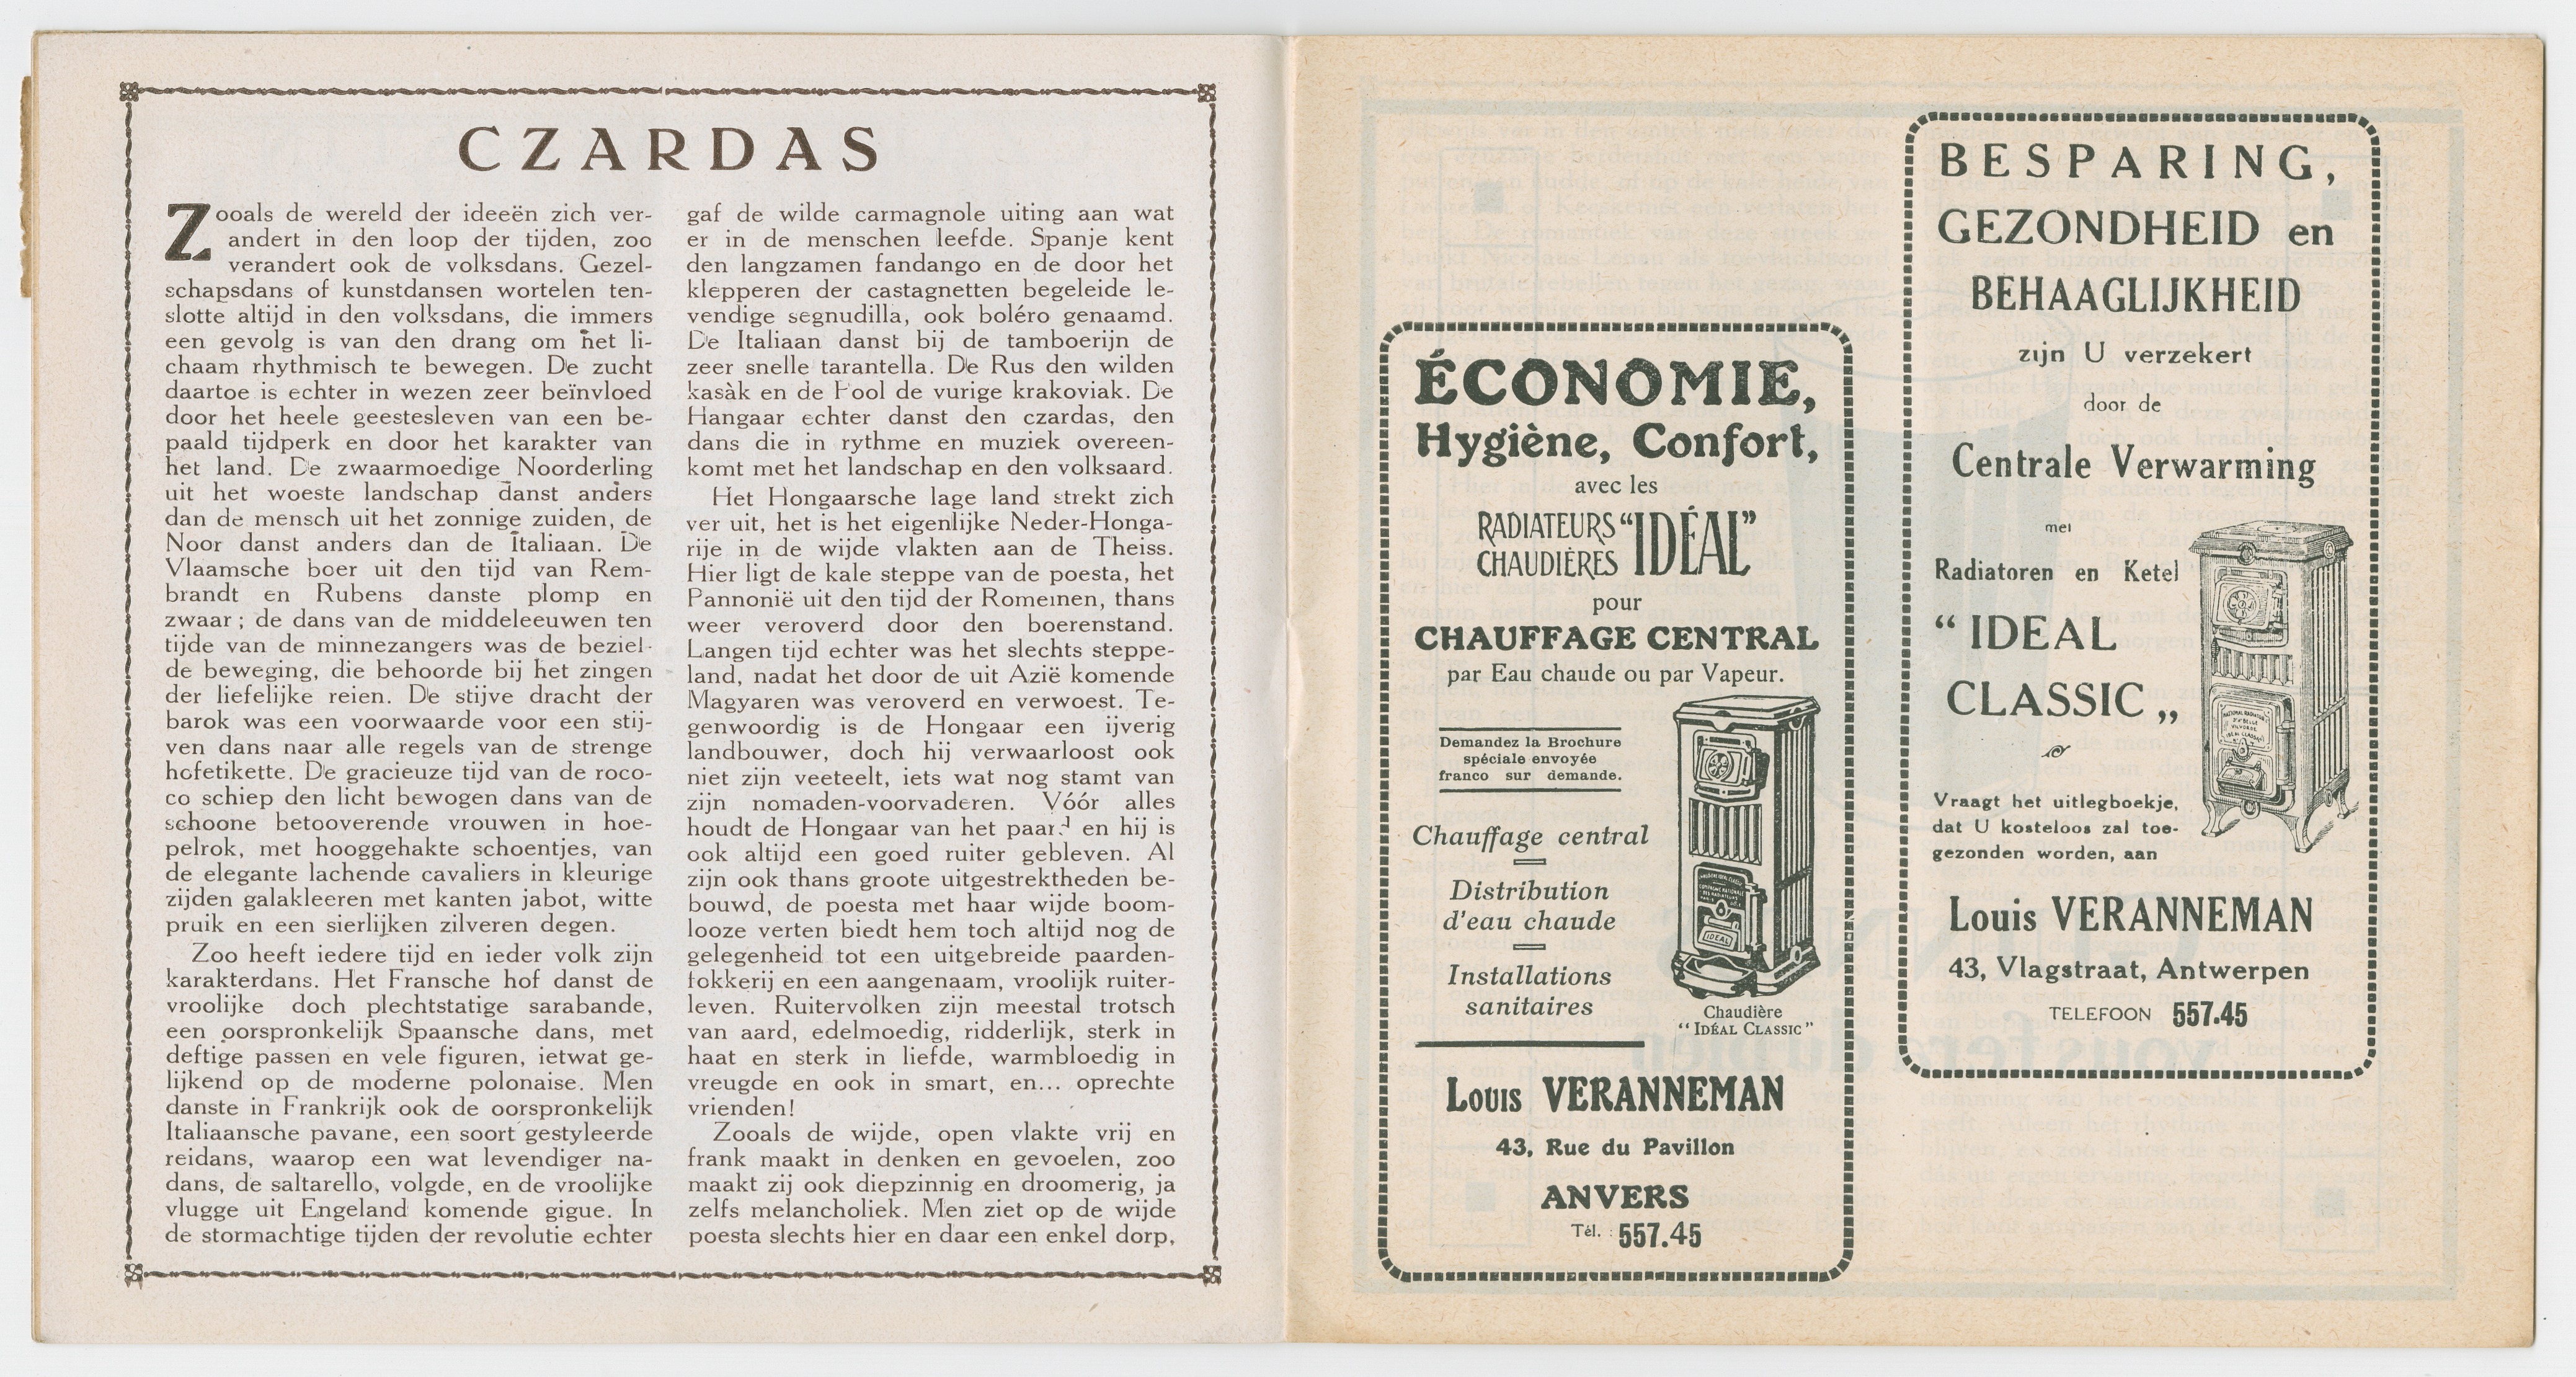 CZARDAS
Zooals de wereld der ideeën zich ver-
andert in den loop der tijden, zoo
verandert ook de volksdans. Gezel-
schapsdans of kunstdansen wortelen ten-
slotte altijd in den volksdans, die immers
een gevolg is van den drang om het li-
chaam rhythmisch te bewegen. De zucht
daartoe is echter in wezen zeer beïnvloed
door het heele geestesleven van een be-
paald tijdperk en door het karakter van
het land. De zwaarmoedige Noorderling
uit het woeste landschap danst anders
dan de mensch uit het zonnige zuiden, de
Noor danst anders dan de Italiaan. De
Vlaamsche boer uit den tijd van Rem-
brandt en Rubens danste plomp en
zwaar ; de dans van de middeleeuwen ten
tijde van de minnezangers was de beziel-
de beweging, die behoorde bij het zingen
der liefelijke reien. De stijve dracht der
barok was een voorwaarde voor een stij-
ven dans naar alle regels van de strenge
hofetikette. De gracieuze tijd van de roco-
co schiep den licht bewogen dans van de
schoone betooverende vrouwen in hoe-
pelrok, met hooggehakte schoentjes, van
de elegante lachende cavaliers in kleurige
zijden galakleeren met kanten jabot, witte
pruik en een sierlijken zilveren degen.
Zoo heeft iedere tijd en ieder volk zijn
karakterdans. Het Fransche hof danst de
vroolijke doch plechtstatige sarabande,
een oorspronkelijk Spaansche dans, met
deftige passen en vele figuren, ietwat ge-
lijkend op de moderne polonaise. Men
danste in Frankrijk ook de oorspronkelijk
Italiaansche pavane, een soort gestyleerde
reidans, waarop een wat levendiger na-
dans, de saltarello, volgde, en de vroolijke
vlugge uit Engeland komende gigue. In
de stormachtige tijden der revolutie echter
gaf de wilde carmagnole uiting aan wat
er in de menschen leefde. Spanje kent
den langzamen fandango en de door het
klepperen der castagnetten begeleide le-
vendige segnudilla, ook boléro genaamd.
De Italiaan danst bij de tamboerijn de
zeer snelle tarantella. De Rus den wilden
kasàk en de Pool de vurige krakoviak. De
Hangaar echter danst den czardas, den
dans die in rythme en muziek overeen-
komt met het landschap en den volksaard.
Het Hongaarsche lage land strekt zich
ver uit, het is het eigenlijke Neder-Honga-
rije in de wijde vlakten aan de Theiss.
Hier ligt de kale steppe van de poesta, het
Pannonië uit den tijd der Romeinen, thans
weer veroverd door den boerenstand.
Langen tijd echter was het slechts steppe-
land, nadat het door de uit Azië komende
Magyaren was veroverd en verwoest. Te-
genwoordig is de Hongaar een ijverig
landbouwer, doch hij verwaarloost ook
niet zijn veeteelt, iets wat nog stamt van
zijn nomaden-voorvaderen. Vóór alles
houdt de Hongaar van het paard en hij is
ook altijd een goed ruiter gebleven. Al
zijn ook thans groote uitgestrektheden be-
bouwd, de poesta met haar wijde boom-
looze verten biedt hem toch altijd nog de
gelegenheid tot een uitgebreide paarden-
fokkerij en een aangenaam, vroolijk ruiter-
leven. Ruitervolken zijn meestal trotsch
van aard, edelmoedig, ridderlijk, sterk in
haat en sterk in liefde, warmbloedig in
vreugde en ook in smart, en... oprechte
vrienden!
Zooals de wijde, open vlakte vrij en
frank maakt in denken en gevoelen, zoo
maakt zij ook diepzinnig en droomerig, ja
zelfs melancholiek. Men ziet op de wijde
poesta slechts hier en daar een enkel dorp,
ÉCONOMIE,
Hygiène, Confort,
avec les
RADIATEURS
CHAUDIÈRES
"IDÉAL"
pour
CHAUFFAGE CENTRAL
par Eau chaude ou par Vapeur.
Demandez la Brochure
spéciale envoyée
franco sur demande.
Chauffage central
Distribution
d'eau chaude
Installations
sanitaires
IDEAL
Chaudière
"IDÉAL CLASSIC"
Louis VERANNEMAN
43, Rue du Pavillon
ANVERS
Tél. : 557.45
BESPARING,
GEZONDHEID en
BEHAAGLIJKHEID
zijn U verzekert
door de
Centrale Verwarming
met
Radiatoren en Ketel
" IDEAL
CLASSIC „
Vraagt het uitlegboekje,
dat U kosteloos zal toe-
gezonden worden, aan
Louis VERANNEMAN
43, Vlagstraat, Antwerpen
TELEFOON 557.45